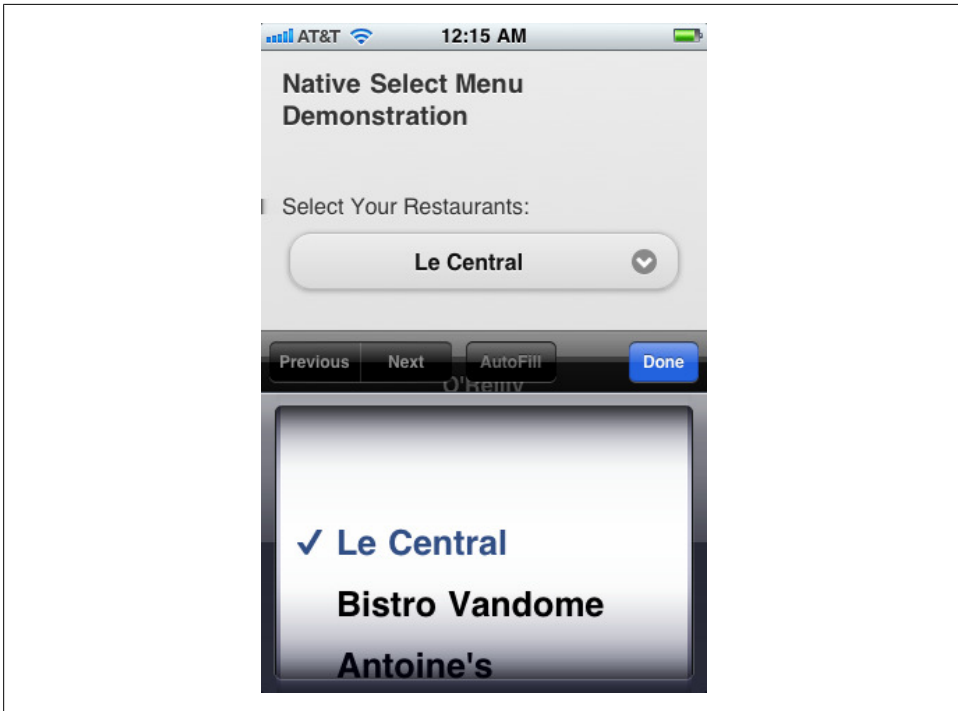 AT&T 12:15 AM
Native Select Menu
Demonstration
Select Your Restaurants:
Le Central
Previous Next AutoFill Done
O'Reilly
✓ Le Central
Bistro Vandome
Antoine's